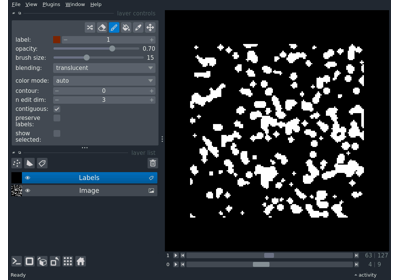 File View Plugins Window Help
layer controls
label: 1
opacity: 0.70
brush size: 15
blending: translucent
color mode: auto
contour: 0
n edit dim: 3
contiguous:
preserve
labels:
show
selected:
layer list
Labels
Image
1 63 127
0 4 9
Ready activity